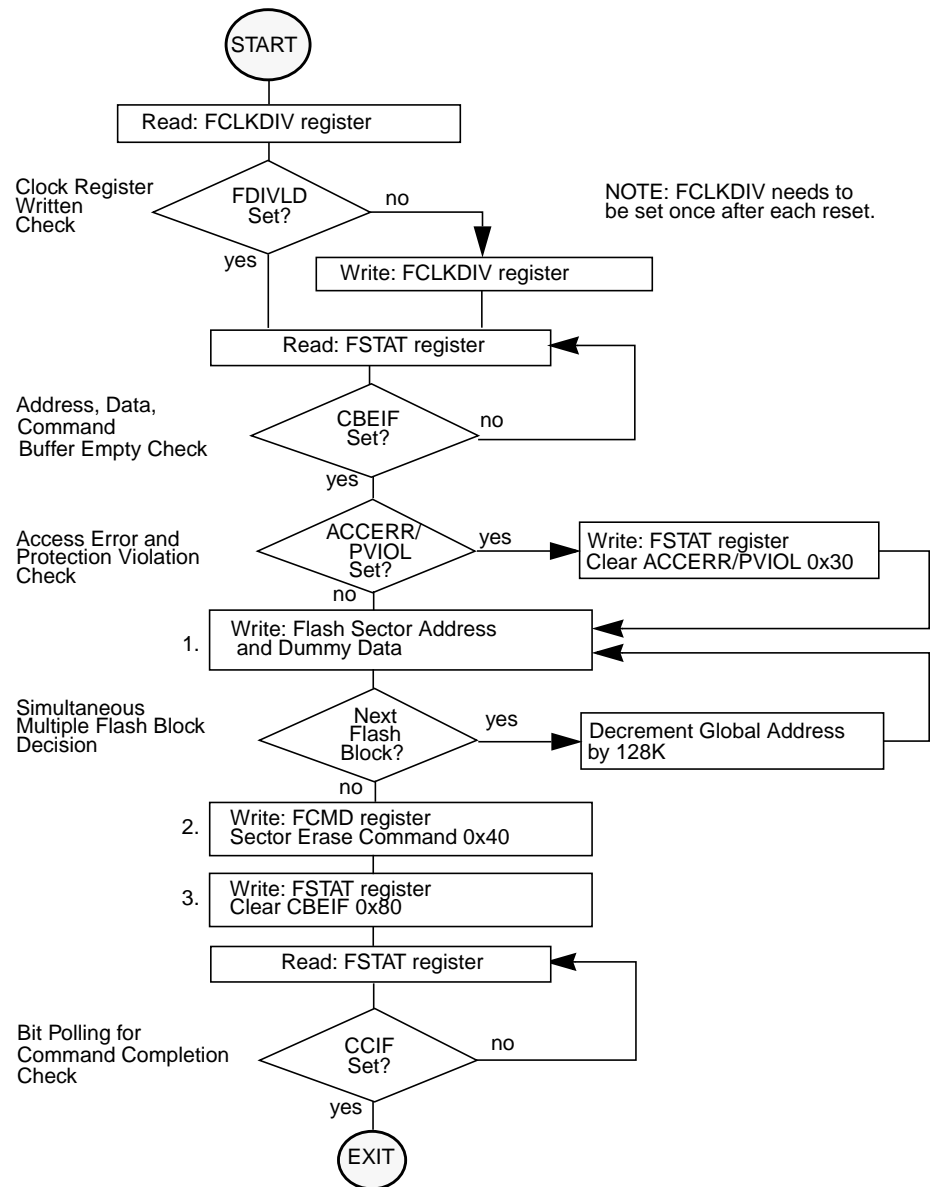 START
Read: FCLKDIV register
Clock Register
Written
Check
FDIVLD
Set?
no
yes
NOTE: FCLKDIV needs to
be set once after each reset.
Write: FCLKDIV register
Read: FSTAT register
Address, Data,
Command
Buffer Empty Check
CBEIF
Set?
no
yes
Access Error and
Protection Violation
Check
ACCERR/
PVIOL
Set?
yes
no
Write: FSTAT register
Clear ACCERR/PVIOL 0x30
1.
Write: Flash Sector Address
and Dummy Data
Simultaneous
Multiple Flash Block
Decision
Next
Flash
Block?
yes
no
Decrement Global Address
by 128K
2.
Write: FCMD register
Sector Erase Command 0x40
3.
Write: FSTAT register
Clear CBEIF 0x80
Read: FSTAT register
Bit Polling for
Command Completion
Check
CCIF
Set?
no
yes
EXIT